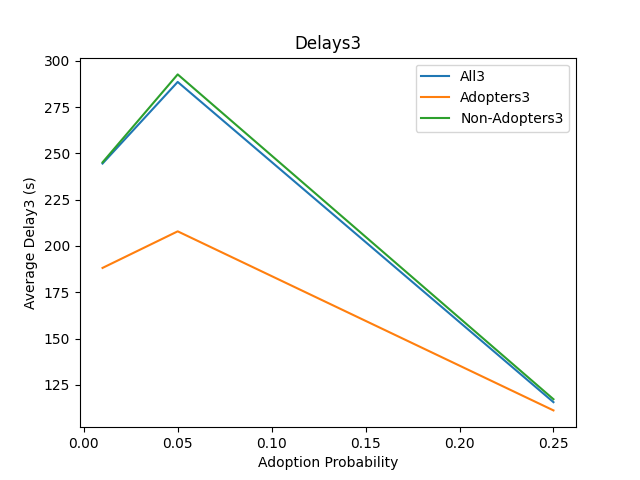 Delays3
All3
Adopters3
Non-Adopters3
Average Delay3 (s)
300
275
250
225
200
175
150
125
0.00 0.05 0.10 0.15 0.20 0.25
Adoption Probability